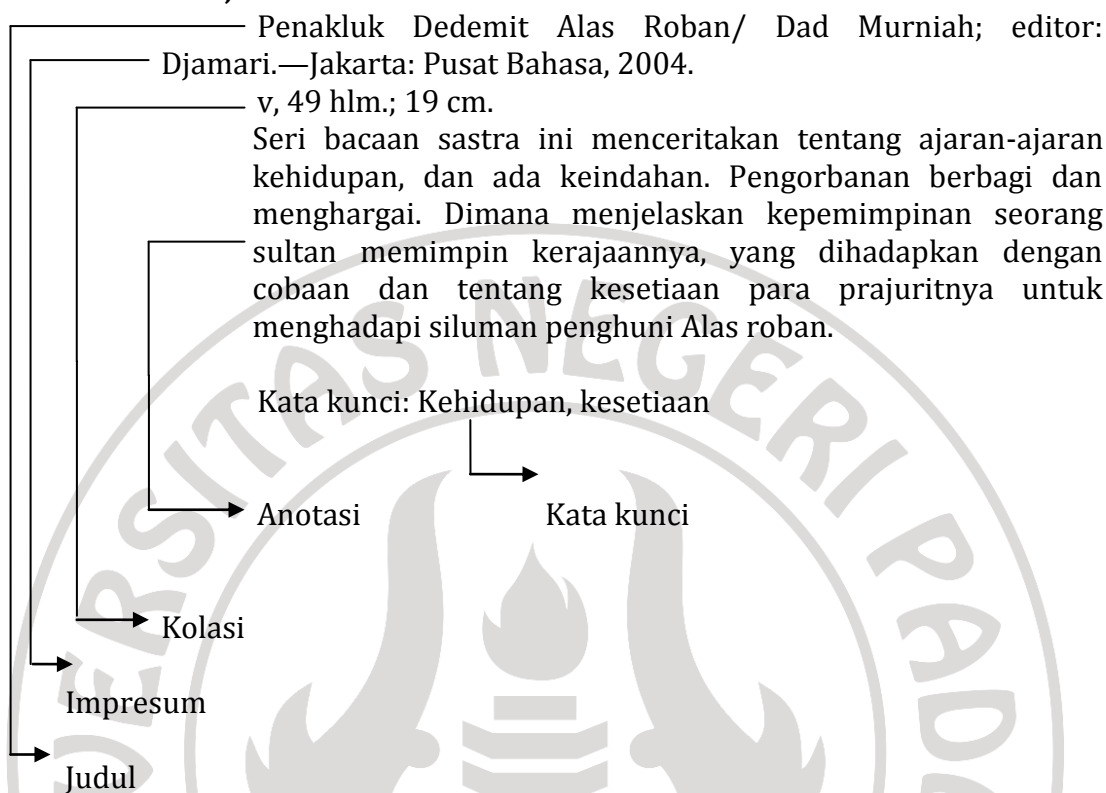 Penakluk Dedemit Alas Roban/ Dad Murniah; editor:
Djamari.—Jakarta: Pusat Bahasa, 2004.
v, 49 hlm.; 19 cm.
Seri bacaan sastra ini menceritakan tentang ajaran-ajaran
kehidupan, dan ada keindahan. Pengorbanan berbagi dan
menghargai. Dimana menjelaskan kepemimpinan seorang
sultan memimpin kerajaannya, yang dihadapkan dengan
cobaan dan tentang kesetiaan para prajuritnya untuk
menghadapi siluman penghuni Alas roban.
Kata kunci: Kehidupan, kesetiaan
Anotasi Kata kunci
Kolasi
Impresum
Judul